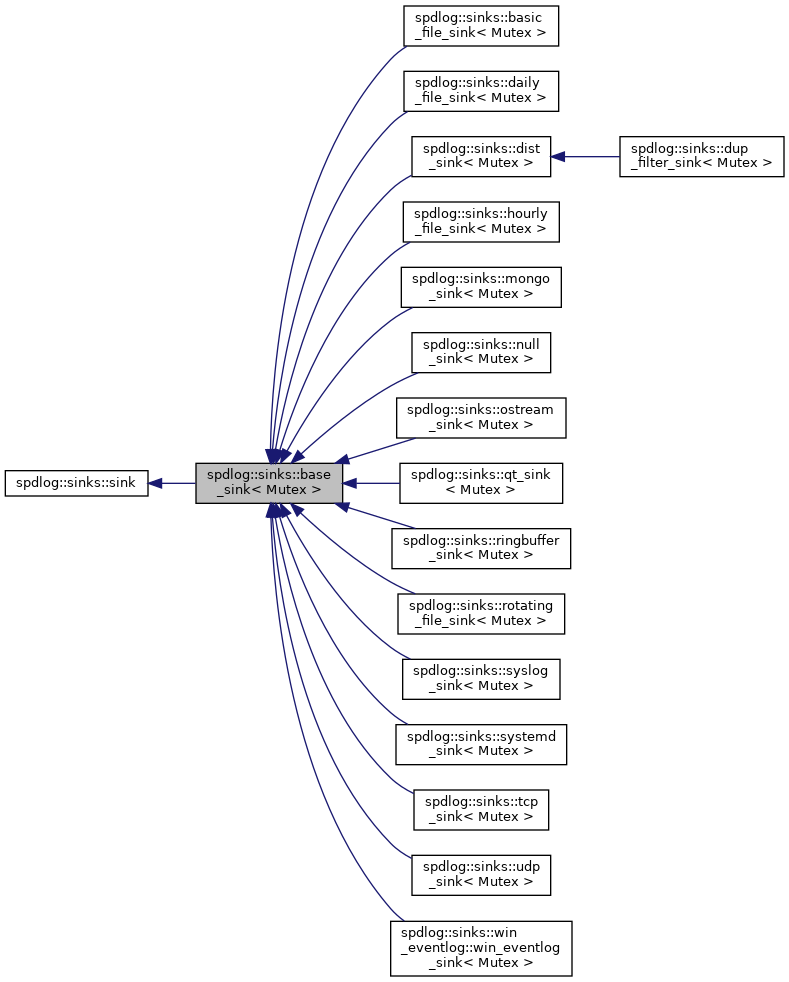 spdlog::sinks::basic
_file_sink< Mutex >
spdlog::sinks::daily
_file_sink< Mutex >
spdlog::sinks::dist
_sink< Mutex >
spdlog::sinks::dup
_filter_sink< Mutex >
spdlog::sinks::hourly
_file_sink< Mutex >
spdlog::sinks::mongo
_sink< Mutex >
spdlog::sinks::null
_sink< Mutex >
spdlog::sinks::ostream
_sink< Mutex >
spdlog::sinks::sink
spdlog::sinks::base
_sink< Mutex >
spdlog::sinks::qt_sink
< Mutex >
spdlog::sinks::ringbuffer
_sink< Mutex >
spdlog::sinks::rotating
_file_sink< Mutex >
spdlog::sinks::syslog
_sink< Mutex >
spdlog::sinks::systemd
_sink< Mutex >
spdlog::sinks::tcp
_sink< Mutex >
spdlog::sinks::udp
_sink< Mutex >
spdlog::sinks::win
_eventlog::win_eventlog
_sink< Mutex >